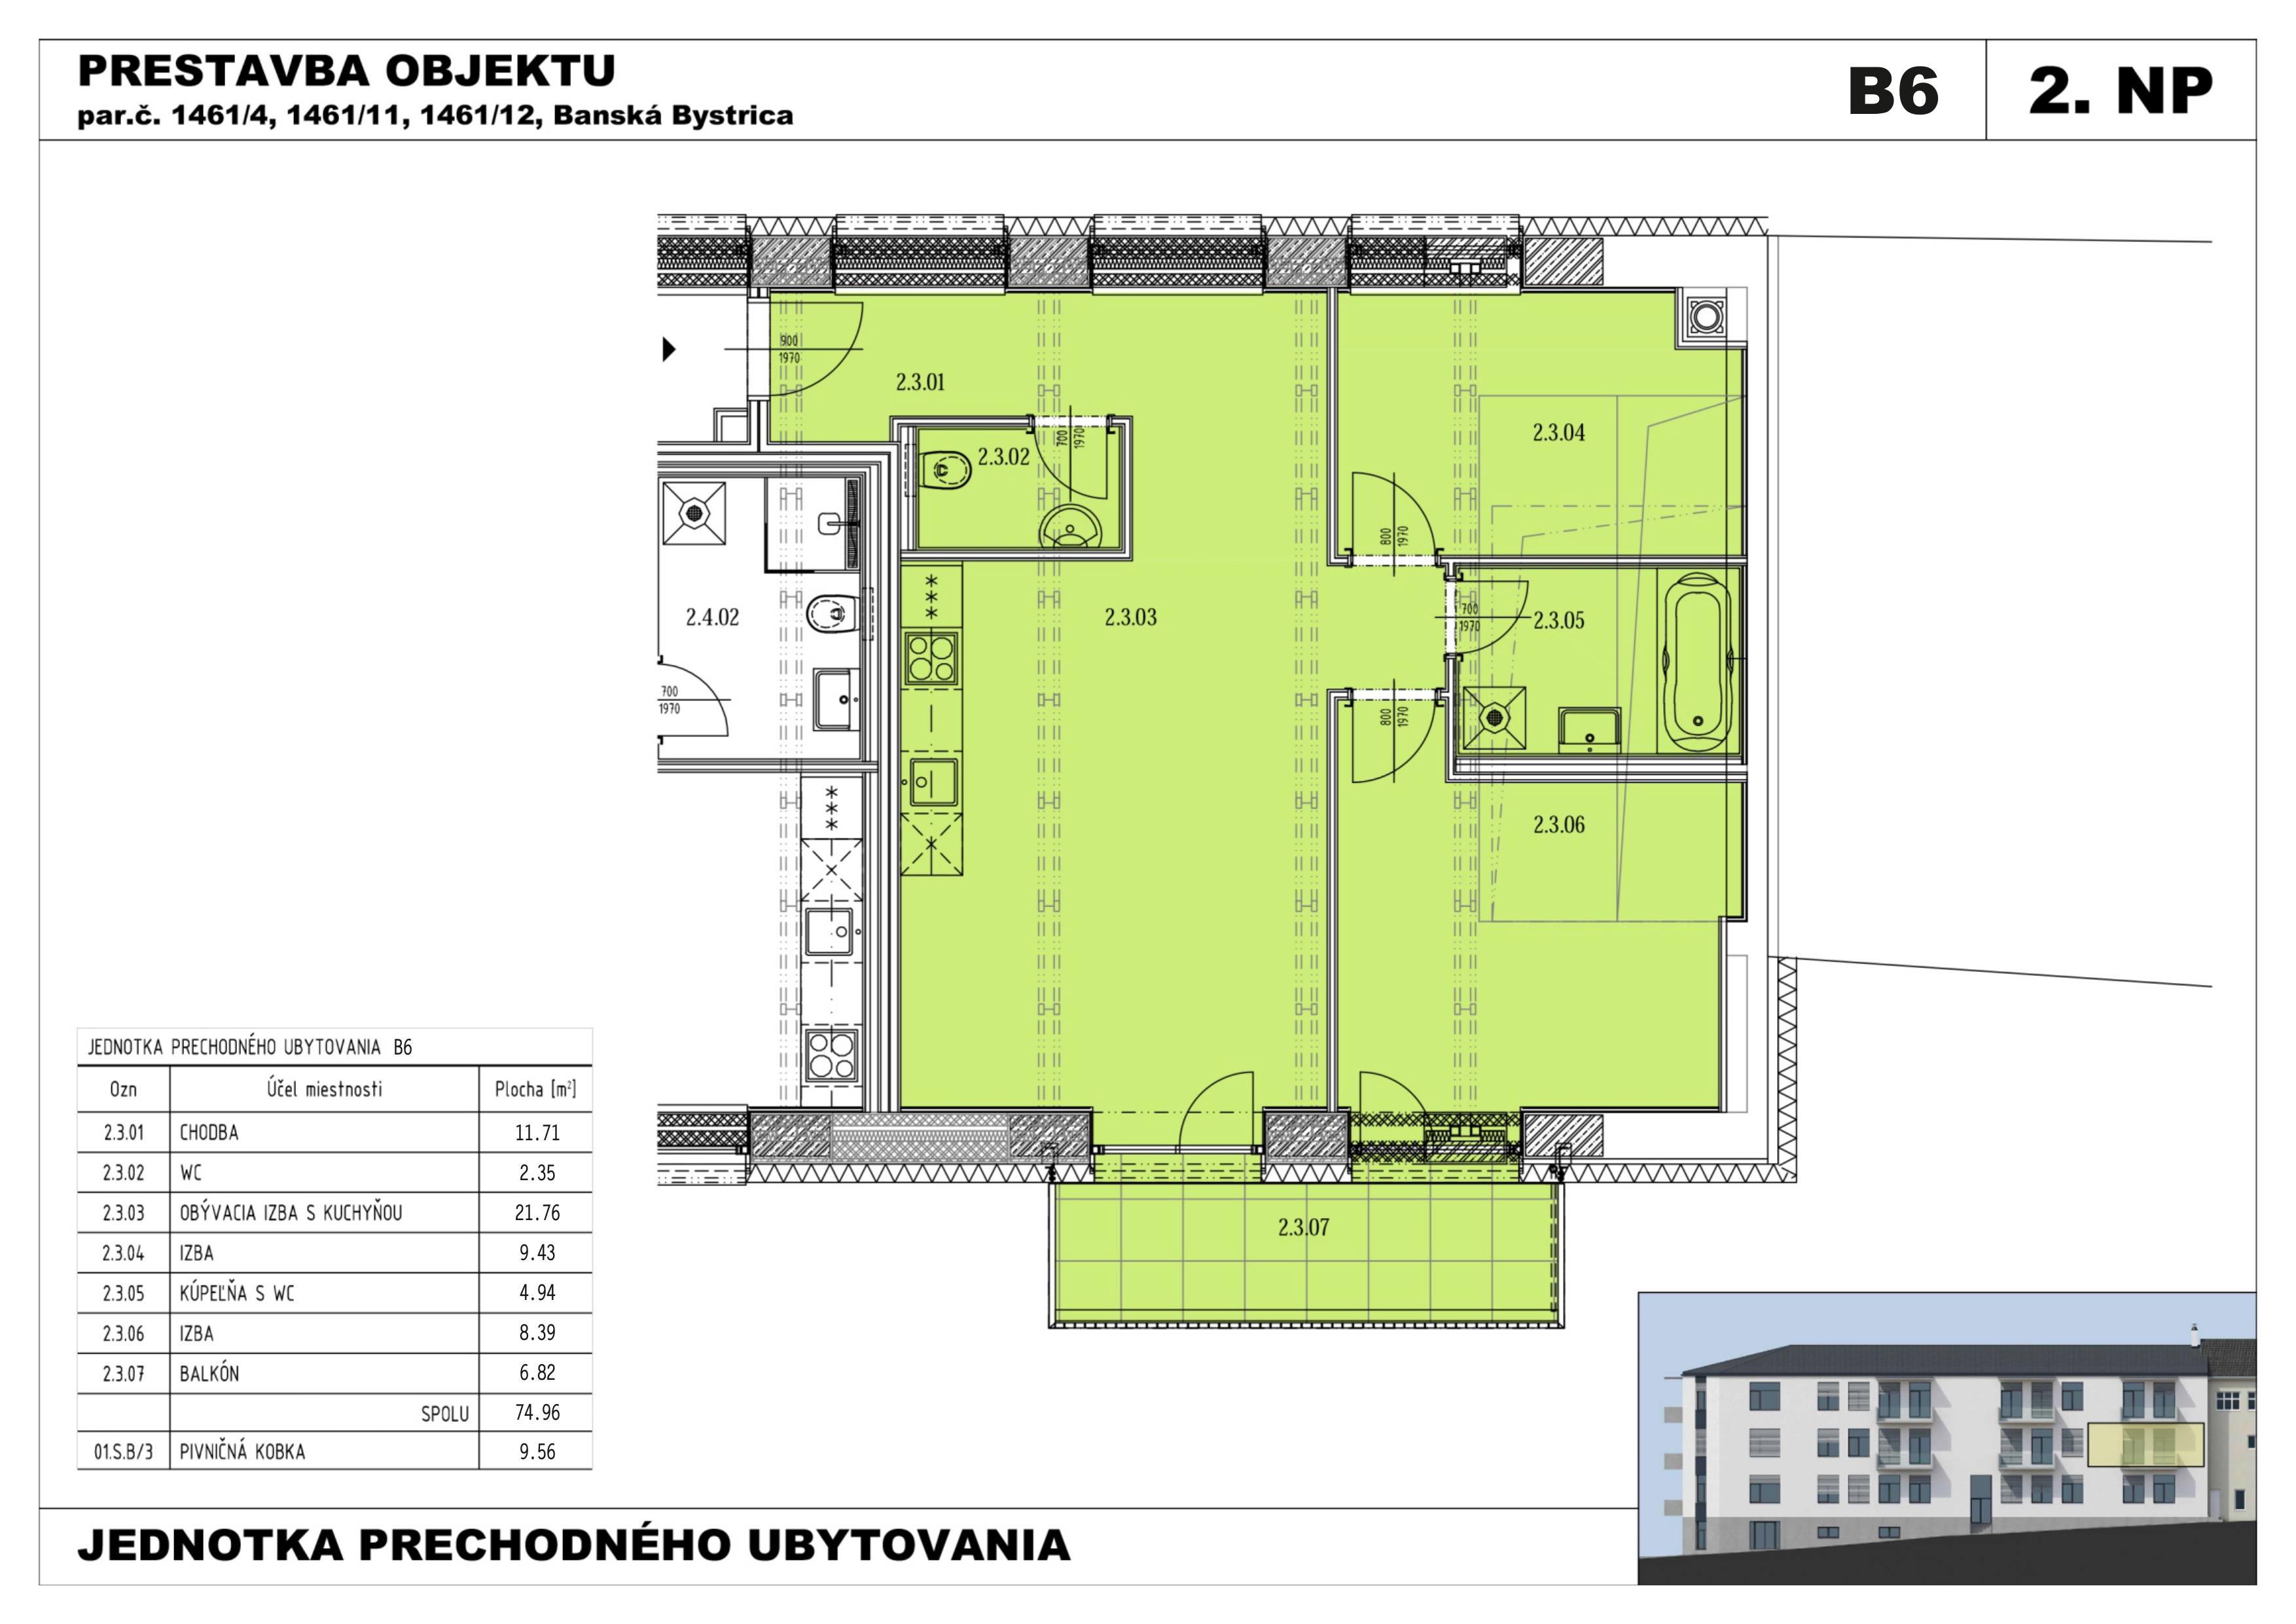 PRESTAVBA OBJEKTU
par.č. 1461/4, 1461/11, 1461/12, Banská Bystrica
B6
2. NP
900
1970
2.3.01
700
1970
2.3.02
2.3.04
800
1970
2.4.02
2.3.03
700
1970
2.3.05
700
1970
800
1970
2.3.06
2.3.07
JEDNOTKA PRECHODNÉHO UBYTOVANIA B6
Ozn Účel miestnosti Plocha [m²]
2.3.01 CHODBA 11.71
2.3.02 WC 2.35
2.3.03 OBÝVACIA IZBA S KUCHYŇOU 21.76
2.3.04 IZBA 9.43
2.3.05 KÚPEĽŇA S WC 4.94
2.3.06 IZBA 8.39
2.3.07 BALKÓN 6.82
SPOLU 74.96
01.S.B/3 PIVNIČNÁ KOBKA 9.56
JEDNOTKA PRECHODNÉHO UBYTOVANIA